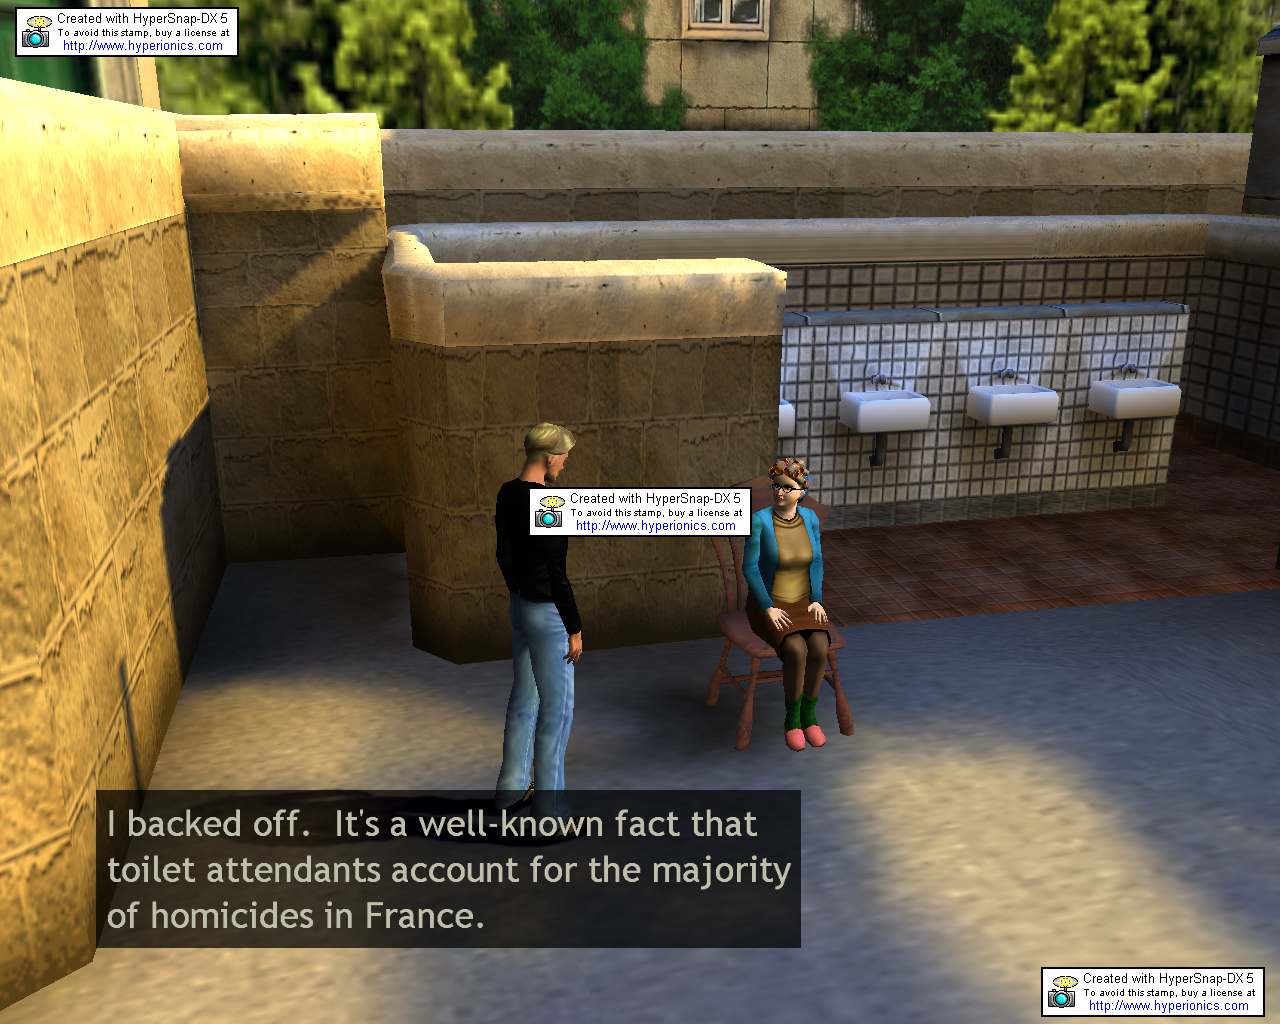 Created with HyperSnap-DX 5
To avoid this stamp, buy a license at
http://www.hyperionics.com
Created with HyperSnap-DX 5
To avoid this stamp, buy a license at
http://www.hyperionics.com
I backed off.  It's a well-known fact that
toilet attendants account for the majority
of homicides in France.
Created with HyperSnap-DX 5
To avoid this stamp, buy a license at
http://www.hyperionics.com